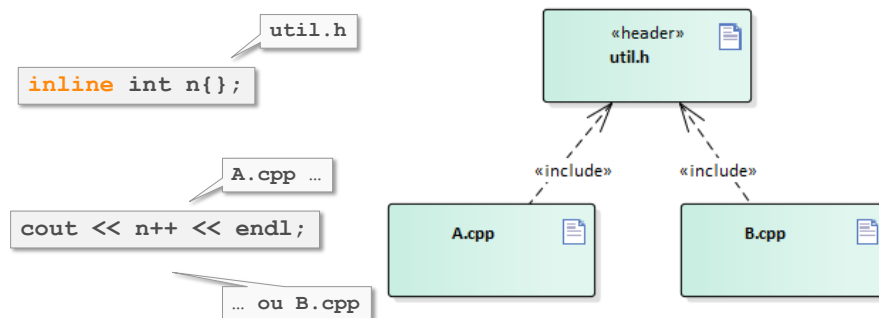 util.h
inline int n{};
A.cpp …
cout << n++ << endl;
… ou B.cpp
«header»
util.h
«include»
«include»
A.cpp
B.cpp